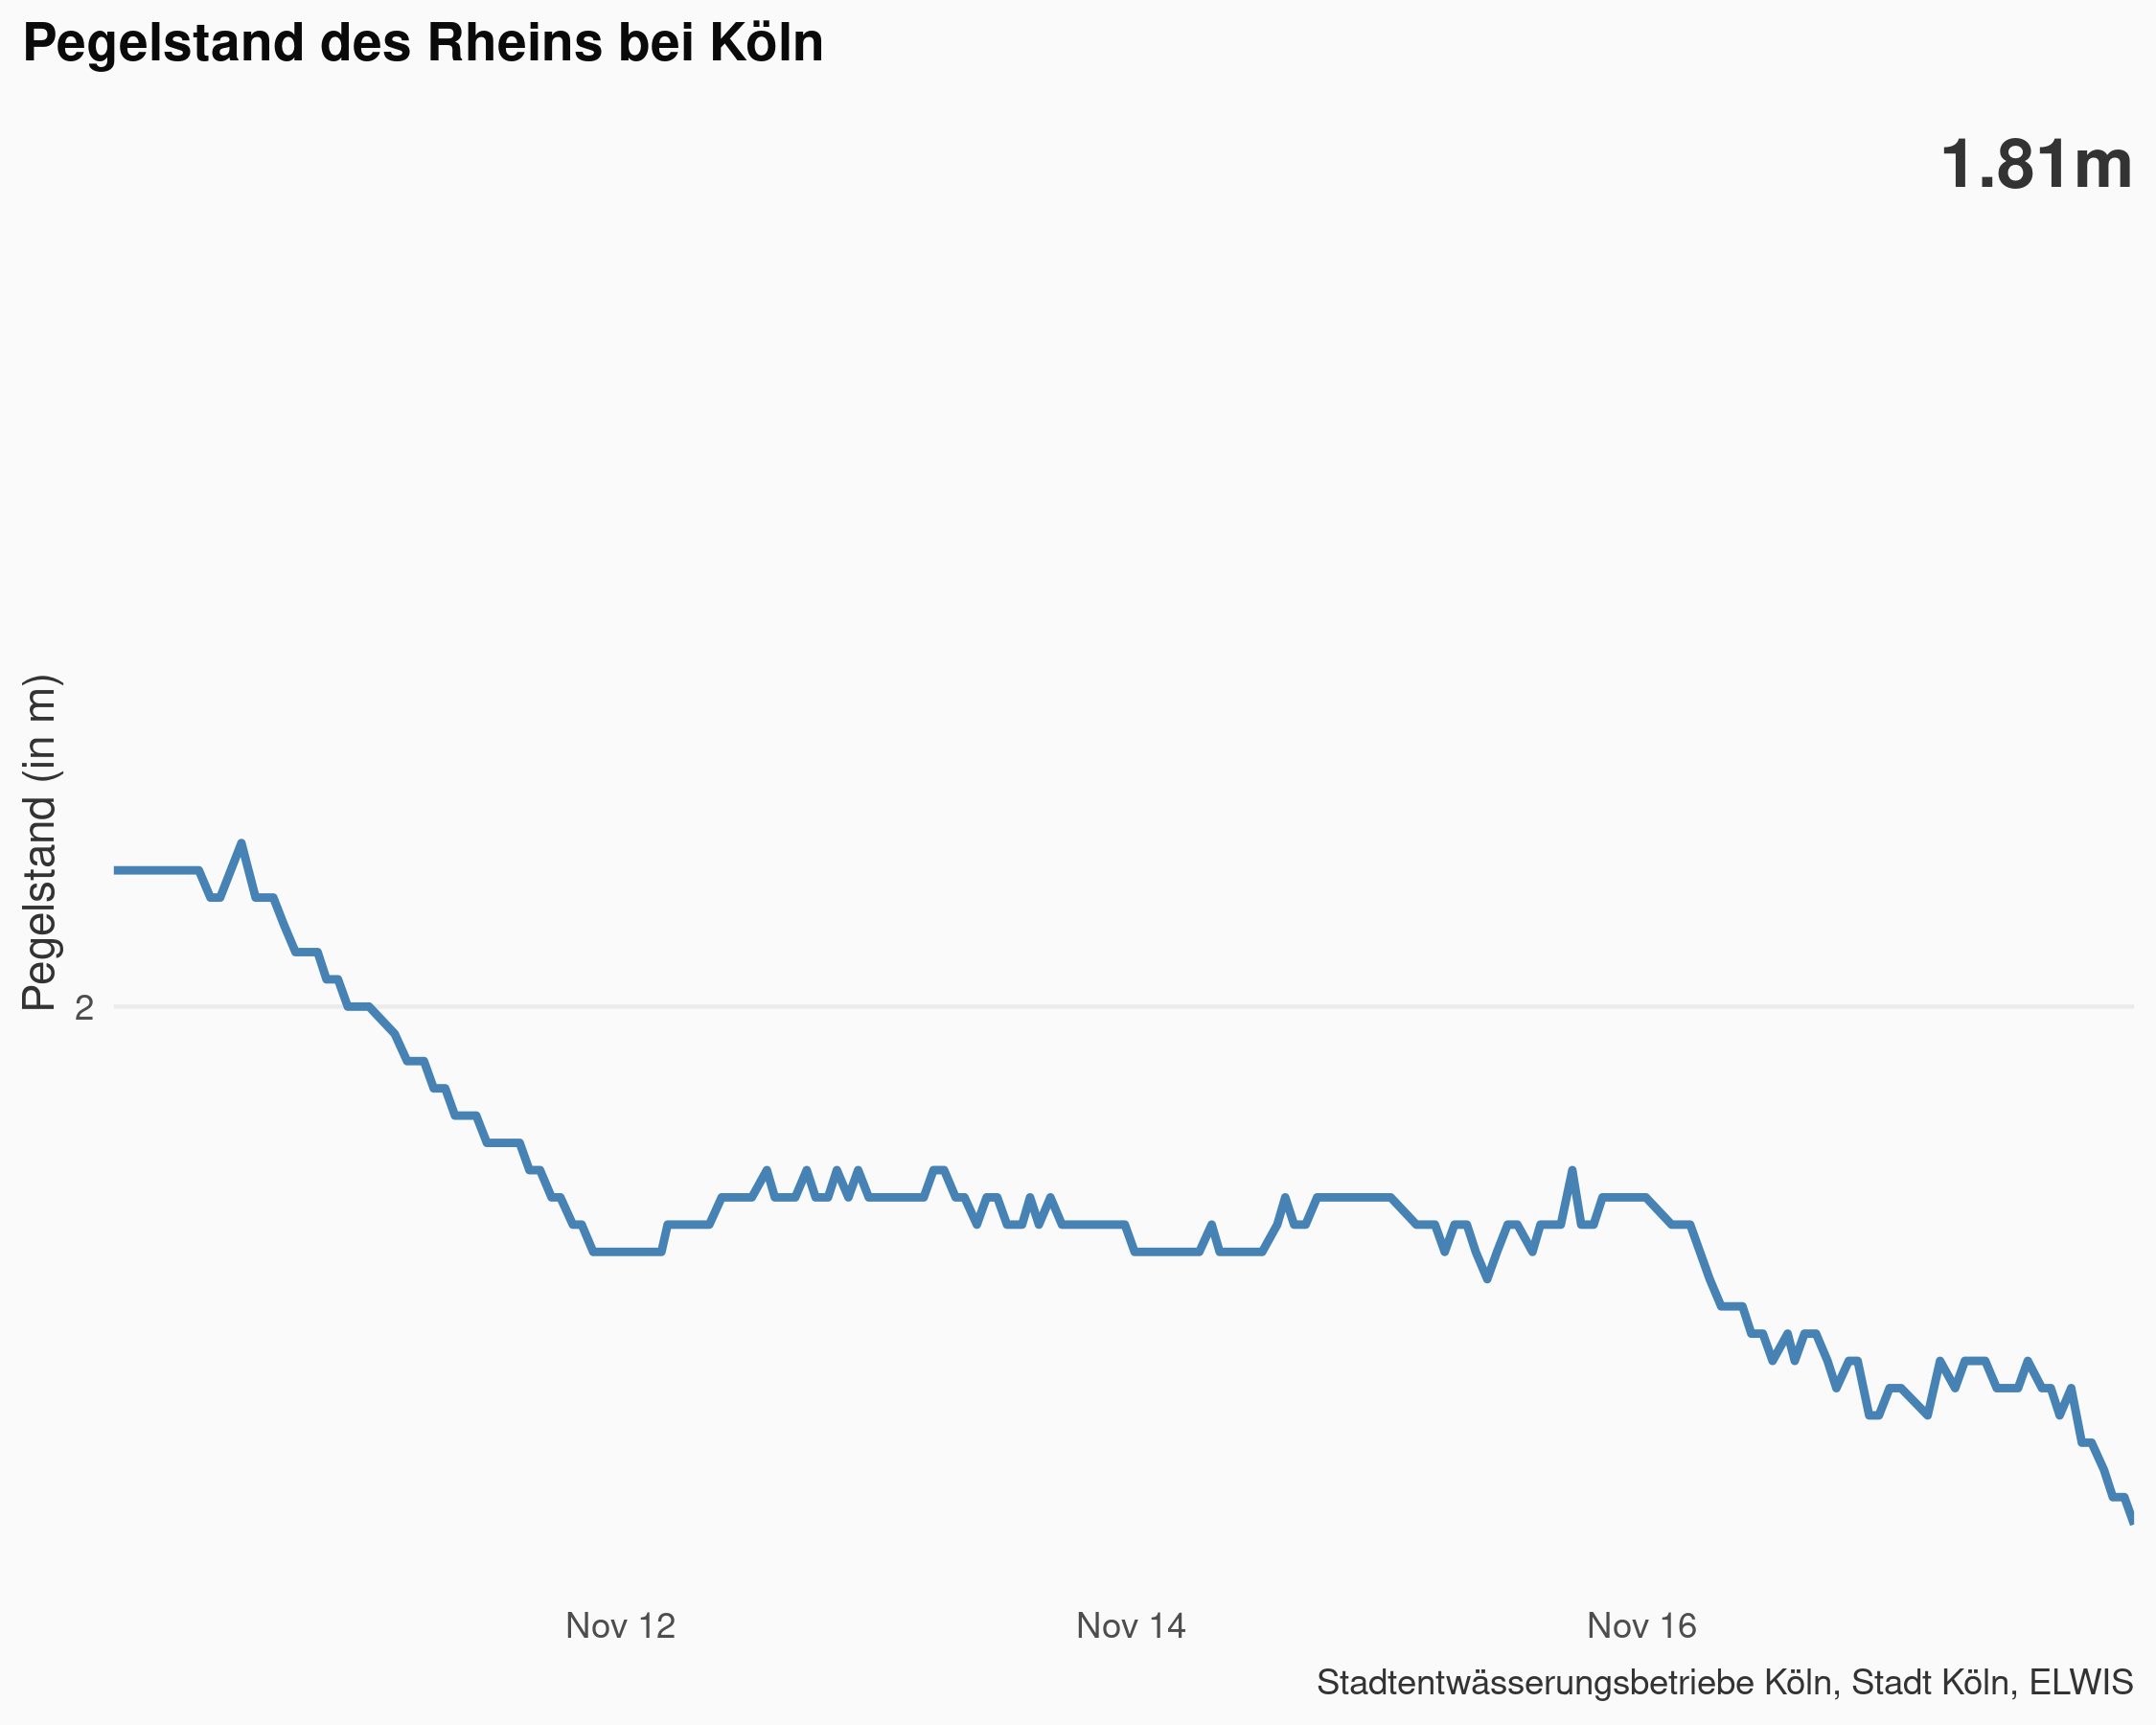 Pegelstand des Rheins bei Köln
1.81m
Pegelstand (in m)
2
Nov 12
Nov 14
Nov 16
Stadtentwässerungsbetriebe Köln, Stadt Köln, ELWIS